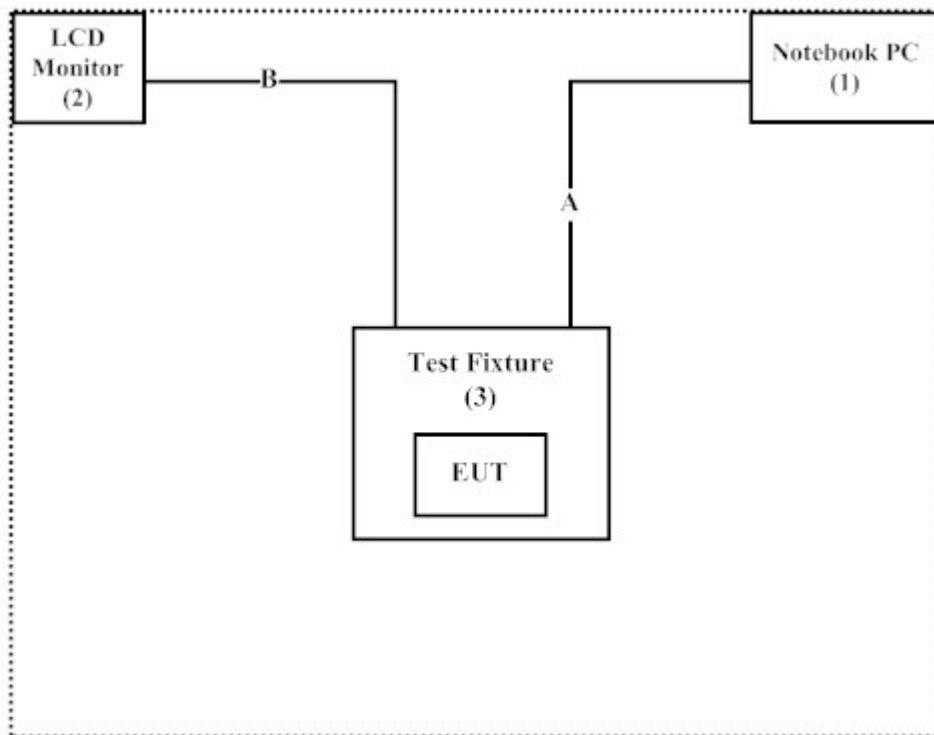 LCD
Monitor
(2)
Notebook PC
(1)
B
A
Test Fixture
(3)
EUT